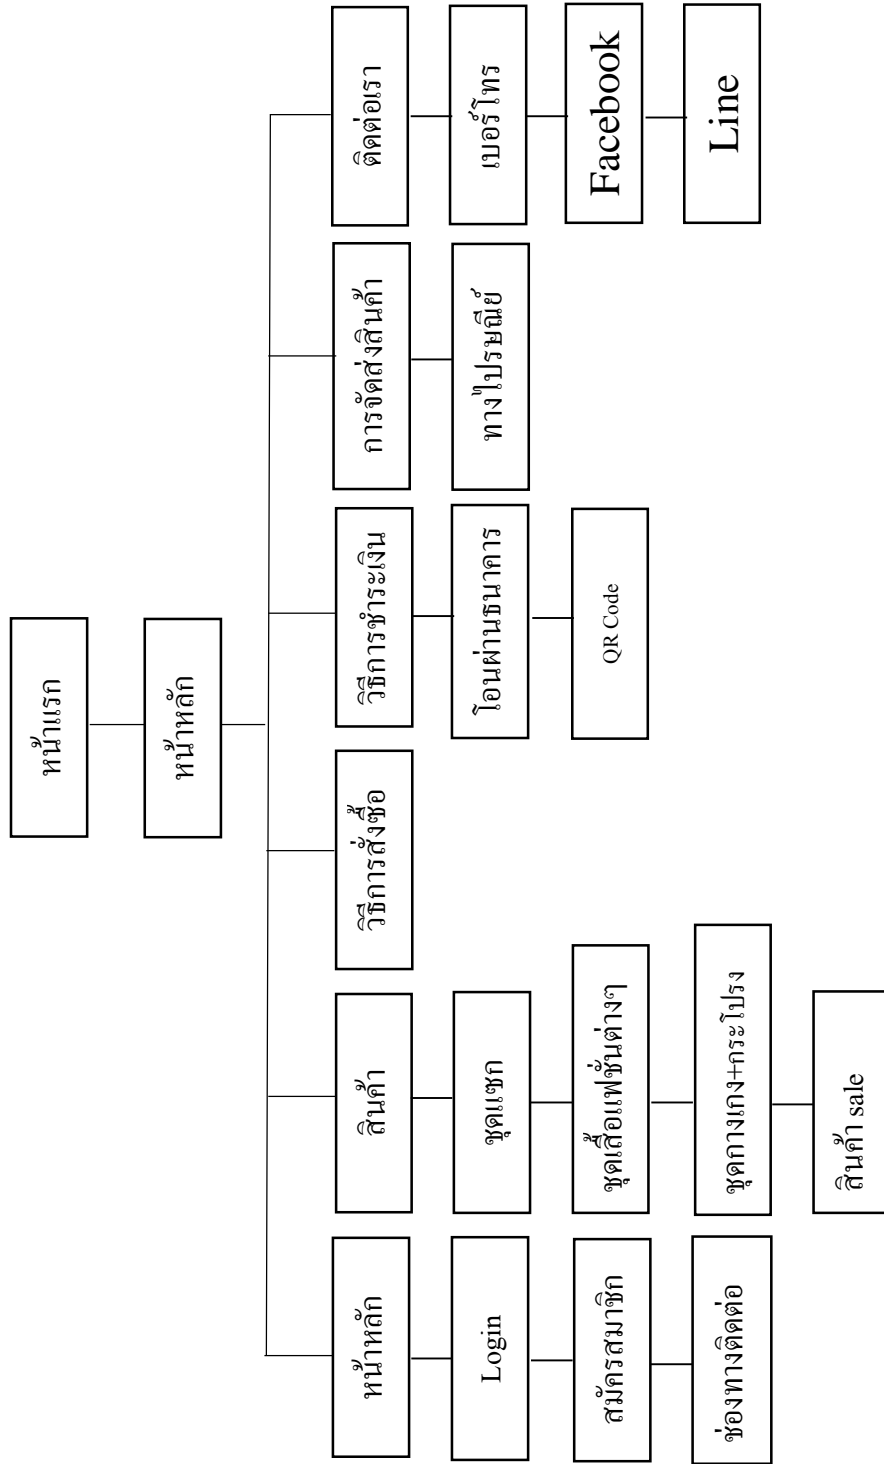 หน้าแรก
หน้าหลัก
หน้าหลัก
Login
สมัครสมาชิก
ช่องทางติดต่อ
สินค้า
ชุดแซก
ชุดเสื้อแฟชั่นต่างๆ
ชุดกางเกง+กระโปรง
สินค้า sale
วิธีการสั่งซื้อ
วิธีการชำระเงิน
โอนผ่านธนาคาร
QR Code
การจัดส่งสินค้า
ทางไปรษณีย์
ติดต่อเรา
เบอร์โทร
Facebook
Line